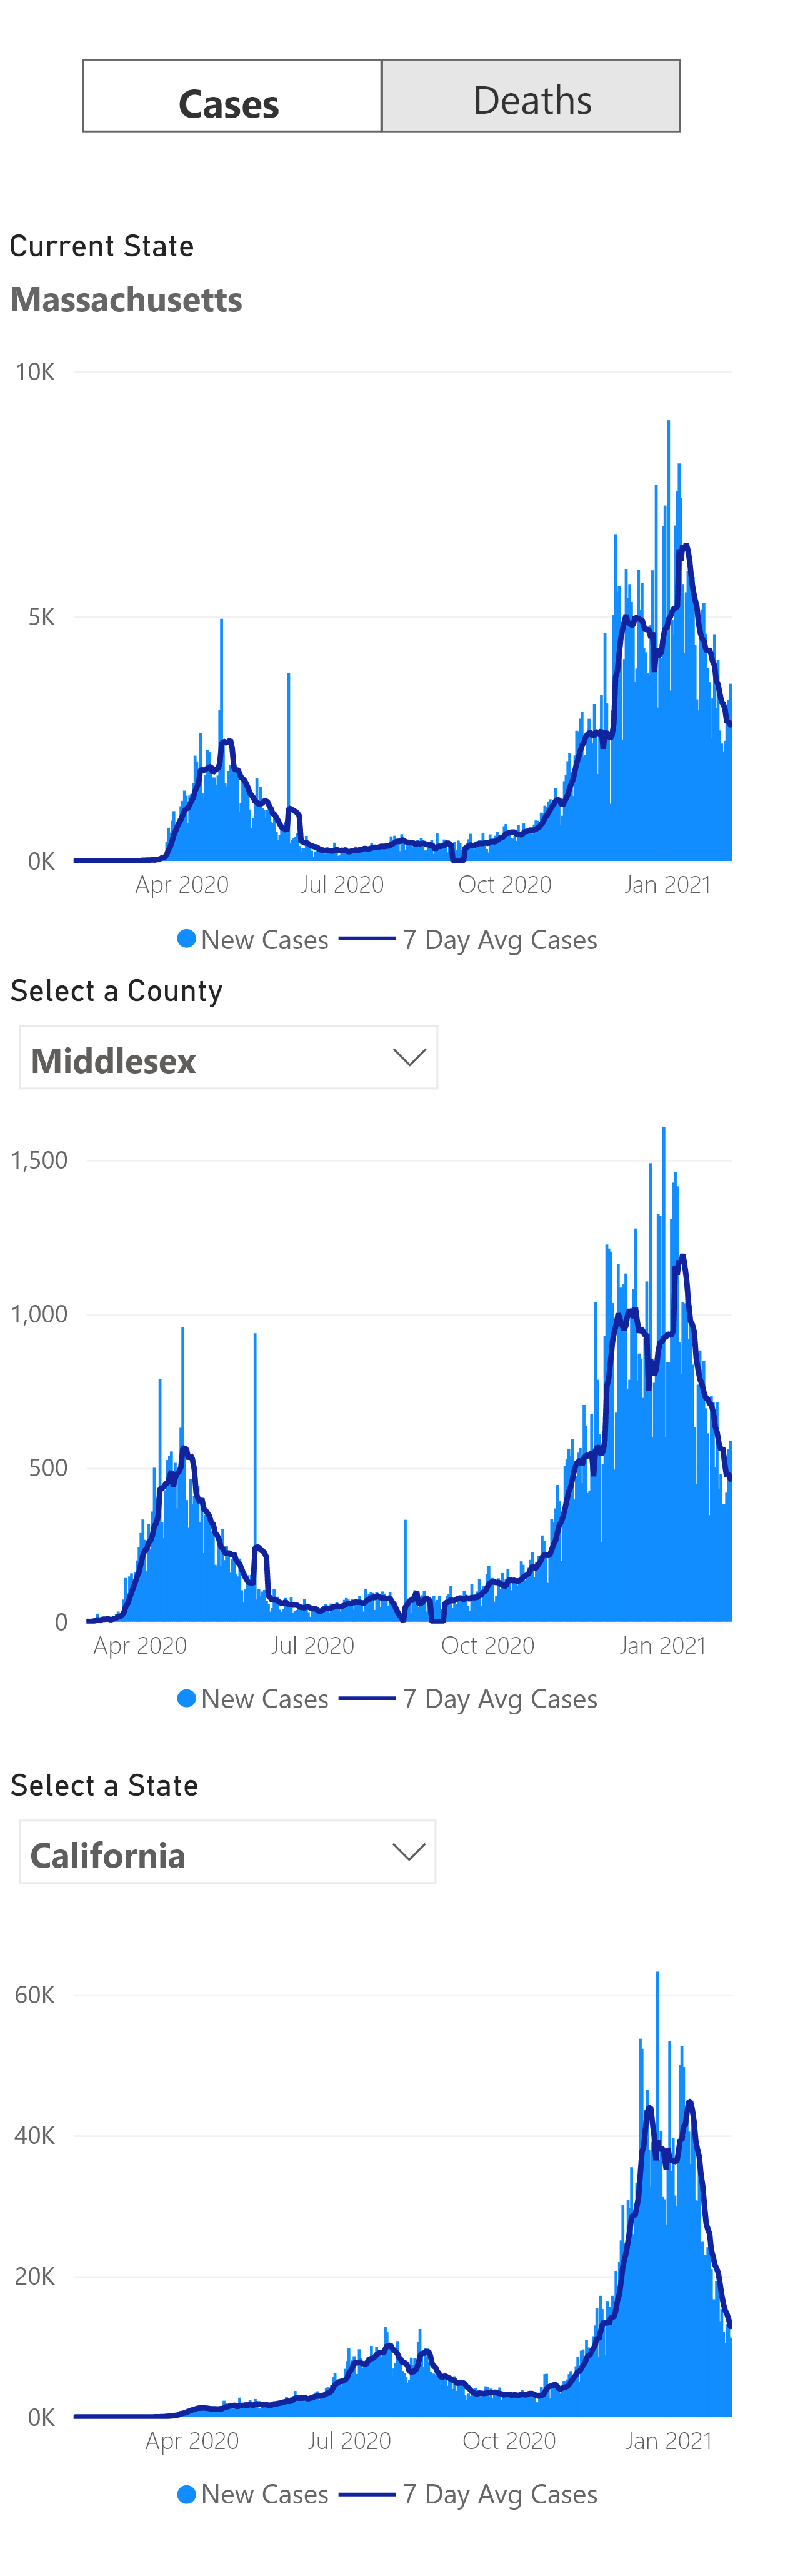 Cases Deaths
Current State
Massachusetts
10K
5K
0K
Apr 2020 Jul 2020 Oct 2020 Jan 2021
New Cases 7 Day Avg Cases
Select a County
Middlesex
1,500
1,000
500
0
Apr 2020 Jul 2020 Oct 2020 Jan 2021
New Cases 7 Day Avg Cases
Select a State
California
60K
40K
20K
0K
Apr 2020 Jul 2020 Oct 2020 Jan 2021
New Cases 7 Day Avg Cases